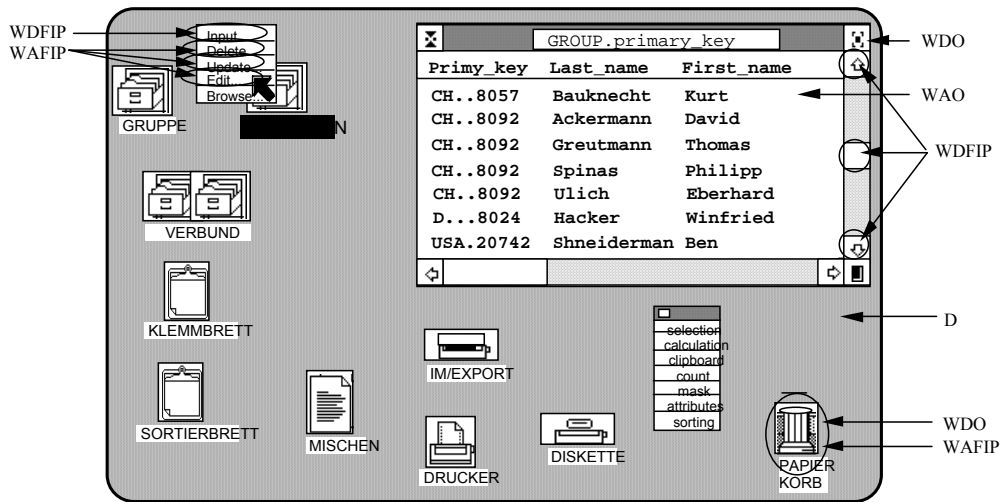 WDFIP
WAFIP
Input
Delete
Update
Edit
Browse...
GRUPPE
N
VERBUND
KLEMMBRETT
SORTIERBRETT
MISCHEN
GROUP.primary_key
Primy_key Last_name First_name
CH..8057 Bauknecht Kurt
CH..8092 Ackermann David
CH..8092 Greutmann Thomas
CH..8092 Spinas Philipp
CH..8092 Ulich Eberhard
D...8024 Hacker Winfried
USA.20742 Shneiderman Ben
IM/EXPORT
DRUCKER
DISKETTE
selection
calculation
clipboard
count
mask
attributes
sorting
PAPIER
KORB
WDO
WAO
WDFIP
D
WDO
WAFIP